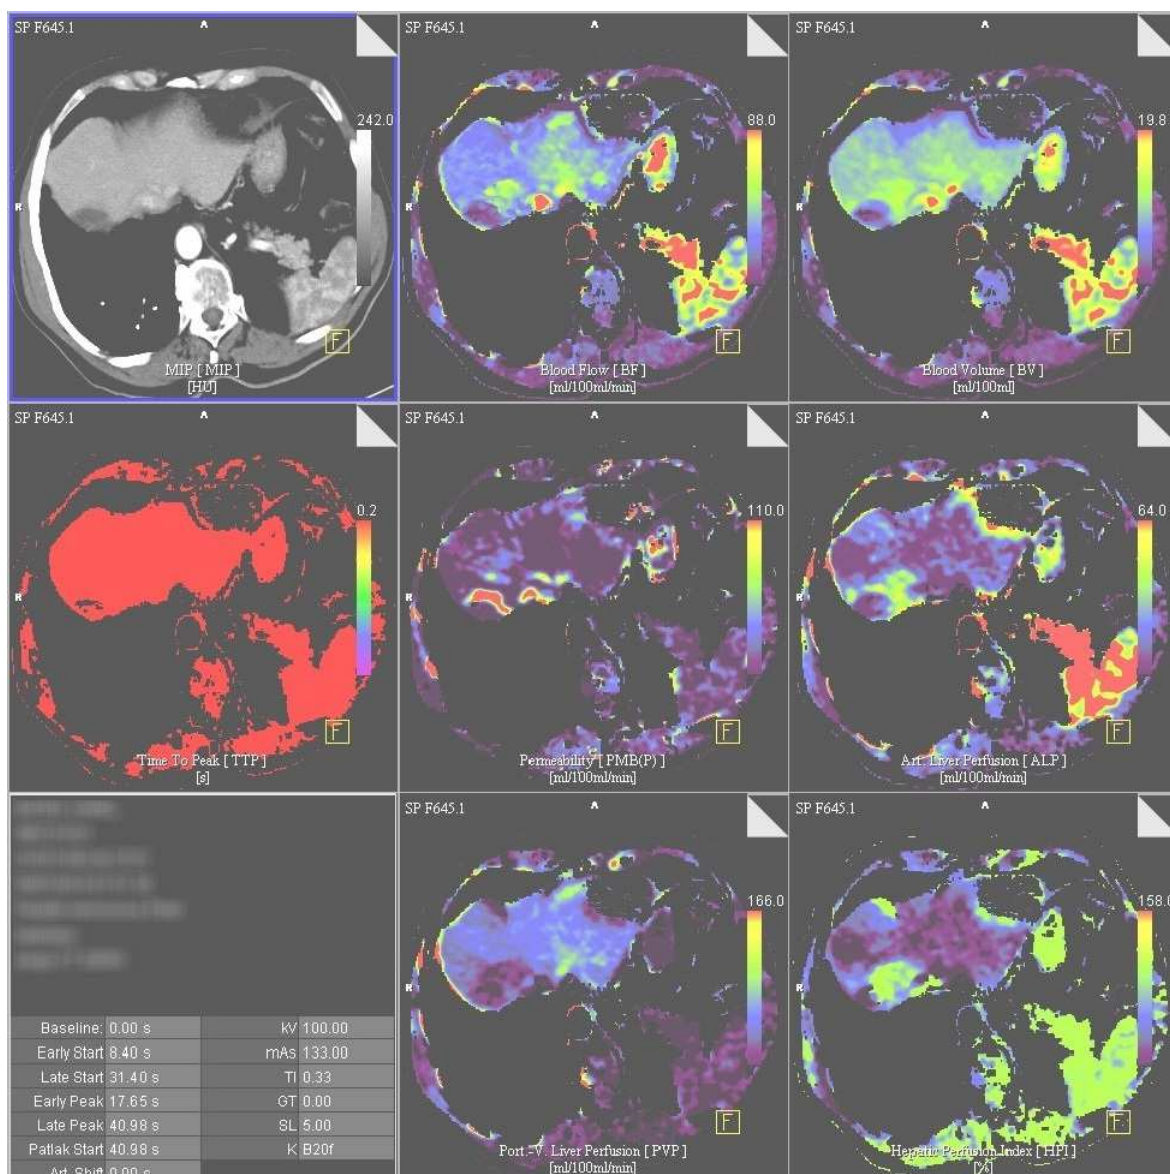 SP F645.1
A
242.0
R
F
MIP [ MIP ]
[HU]
SP F645.1
A
88.0
R
F
Blood Flow [ BF ]
[ml/100ml/min]
SP F645.1
A
19.8
R
F
Blood Volume [ BV ]
[ml/100ml]
SP F645.1
A
0.2
R
F
Time To Peak [ TTP ]
[s]
SP F645.1
A
110.0
R
F
Permeability [ PMB(P) ]
[ml/100ml/min]
SP F645.1
A
64.0
R
F
Art. Liver Perfusion [ ALP ]
[ml/100ml/min]
Baseline: 0.00 s kV 100.00
Early Start 8.40 s mAs 133.00
Late Start 31.40 s TI 0.33
Early Peak 17.65 s GT 0.00
Late Peak 40.98 s SL 5.00
Patlak Start 40.98 s K B20f
Art. Shift 0.00 s
SP F645.1
A
166.0
R
F
Port.-V. Liver Perfusion [ PVP ]
[ml/100ml/min]
SP F645.1
A
158.0
R
F
Hepatic Perfusion Index [ HPI ]
[%]